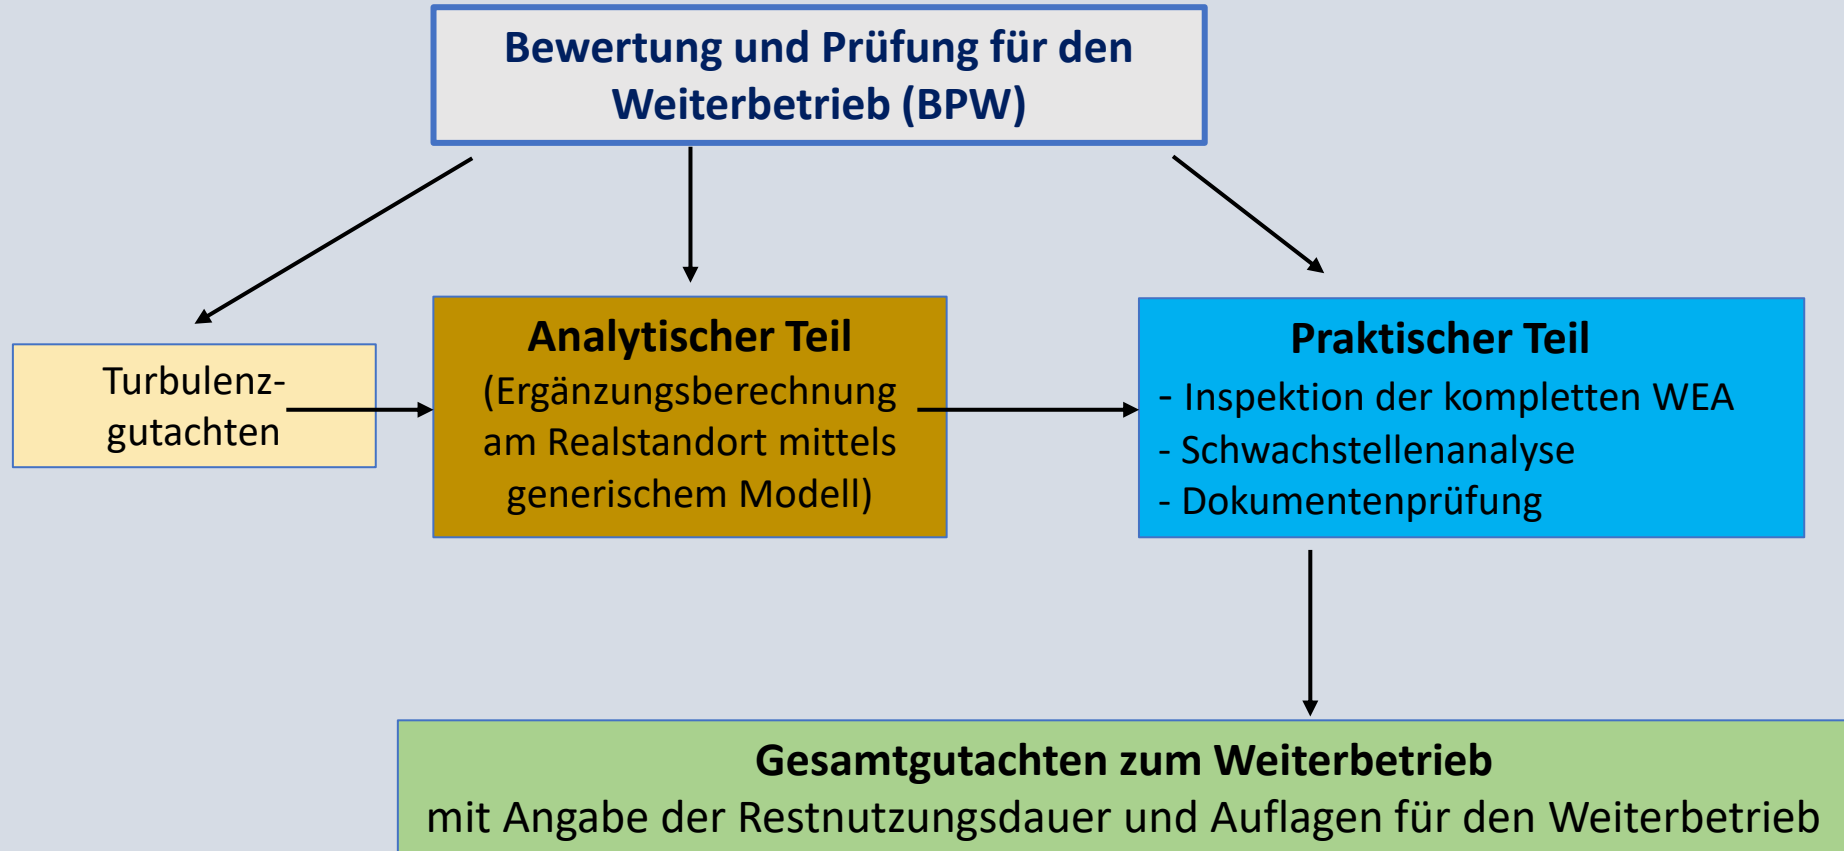 Bewertung und Prüfung für den
Weiterbetrieb (BPW)
Turbulenz-
gutachten
Analytischer Teil
(Ergänzungsberechnung
am Realstandort mittels
generischem Modell)
Praktischer Teil
- Inspektion der kompletten WEA
- Schwachstellenanalyse
- Dokumentenprüfung
Gesamtgutachten zum Weiterbetrieb
mit Angabe der Restnutzungsdauer und Auflagen für den Weiterbetrieb